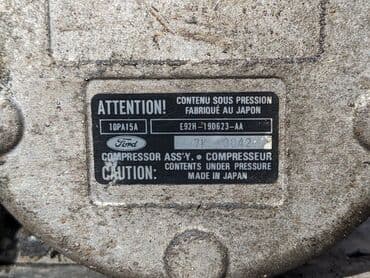 ATTENTION! CONTENU SOUS PRESSION
FABRIQUÉ AU JAPON
10PA15A E92H-19D623-AA
Ford
COMPRESSOR ASS'Y. • COMPRESSEUR
CAUTION: CONTENTS UNDER PRESSURE
MADE IN JAPAN